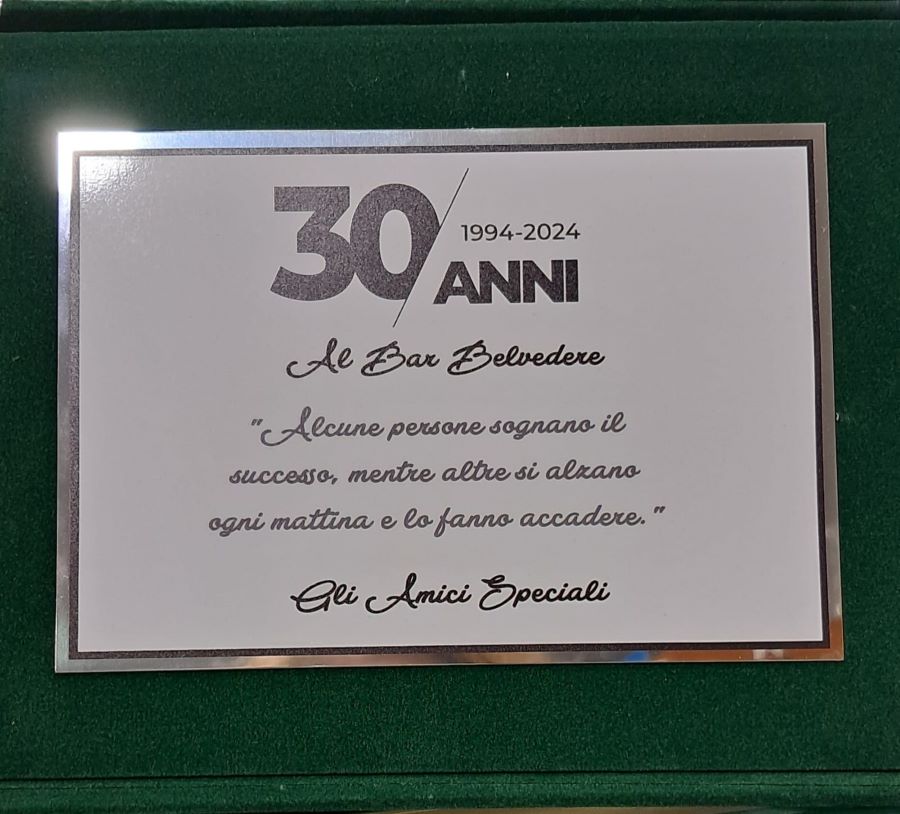 30
1994-2024
ANNI
Al Bar Belvedere
"Alcune persone sognano il
successo, mentre altre si alzano
ogni mattina e lo fanno accadere."
Gli Amici Speciali